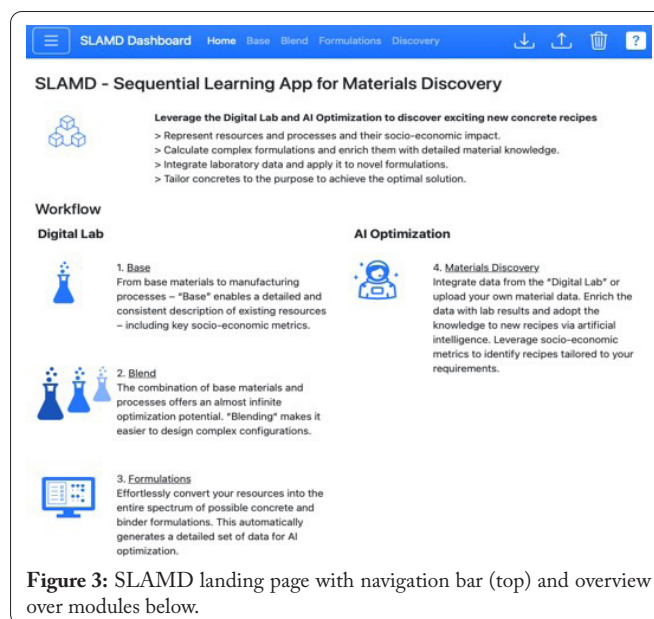 SLAMD Dashboard Home Base Blend Formulations Discovery ?
SLAMD - Sequential Learning App for Materials Discovery
Leverage the Digital Lab and AI Optimization to discover exciting new concrete recipes
> Represent resources and processes and their socio-economic impact.
> Calculate complex formulations and enrich them with detailed material knowledge.
> Integrate laboratory data and apply it to novel formulations.
> Tailor concretes to the purpose to achieve the optimal solution.
Workflow
Digital Lab
1. Base
From base materials to manufacturing
processes – "Base" enables a detailed and
consistent description of existing resources
– including key socio-economic metrics.
2. Blend
The combination of base materials and
processes offers an almost infinite
optimization potential. "Blending" makes it
easier to design complex configurations.
3. Formulations
Effortlessly convert your resources into the
entire spectrum of possible concrete and
binder formulations. This automatically
generates a detailed set of data for AI
optimization.
AI Optimization
4. Materials Discovery
Integrate data from the "Digital Lab" or
upload your own material data. Enrich the
data with lab results and adopt the
knowledge to new recipes via artificial
intelligence. Leverage socio-economic
metrics to identify recipes tailored to your
requirements.
Figure 3: SLAMD landing page with navigation bar (top) and overview
over modules below.